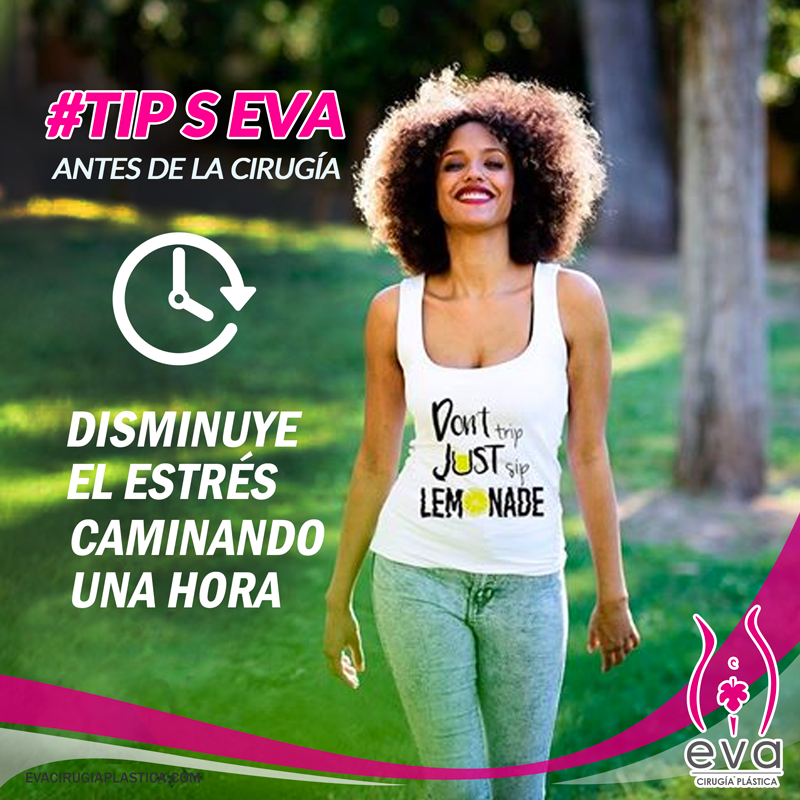 #TIP S EVA
ANTES DE LA CIRUGÍA
DISMINUYE
EL ESTRÉS
CAMINANDO
UNA HORA
Don't trip
JUST sip
LEMONADE
eva
CIRUGÍA PLÁSTICA
EVACIRUGIAPLASTICA.COM